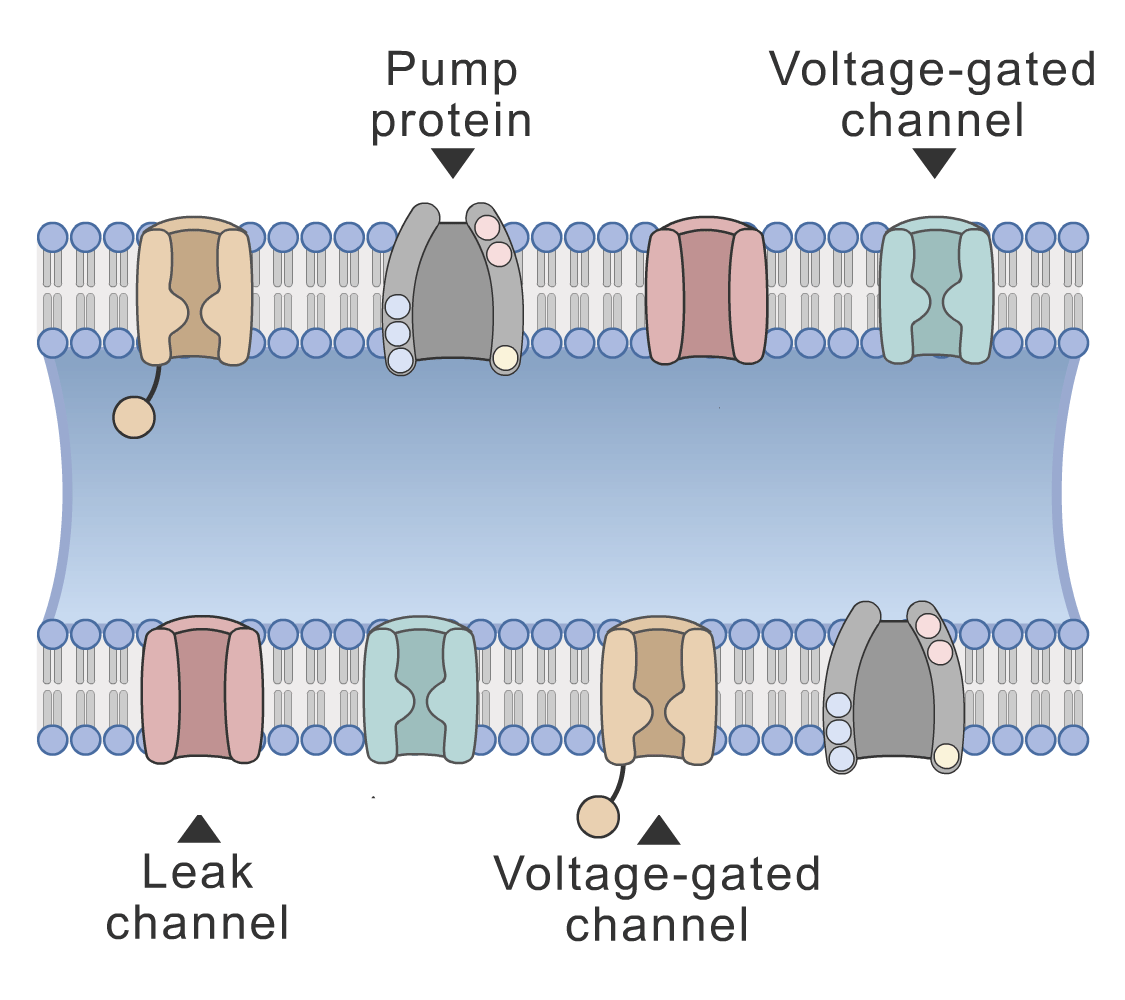 Pump
protein
Voltage-gated
channel
Leak
channel
Voltage-gated
channel